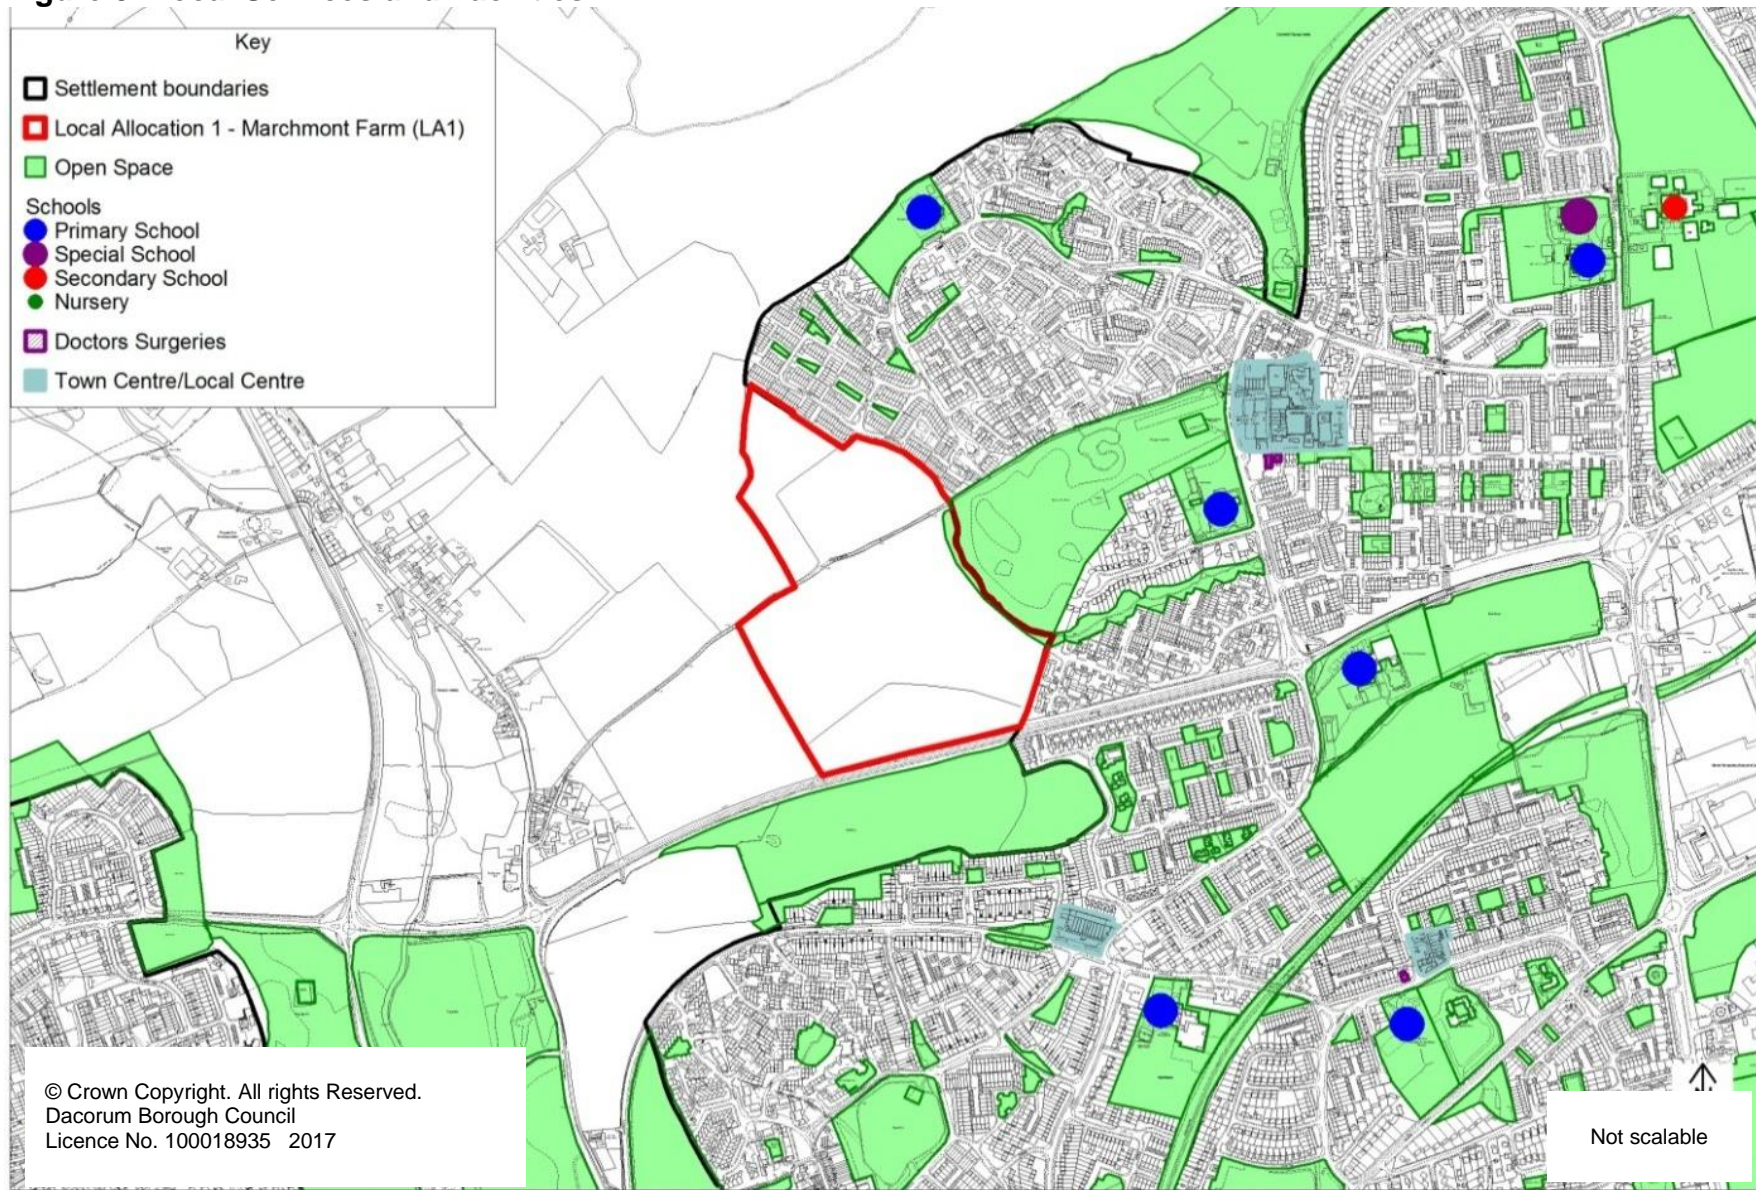 Key
Settlement boundaries
Local Allocation 1 - Marchmont Farm (LA1)
Open Space
Schools
Primary School
Special School
Secondary School
Nursery
Doctors Surgeries
Town Centre/Local Centre
© Crown Copyright. All rights Reserved.
Dacorum Borough Council
Licence No. 100018935 2017
Not scalable